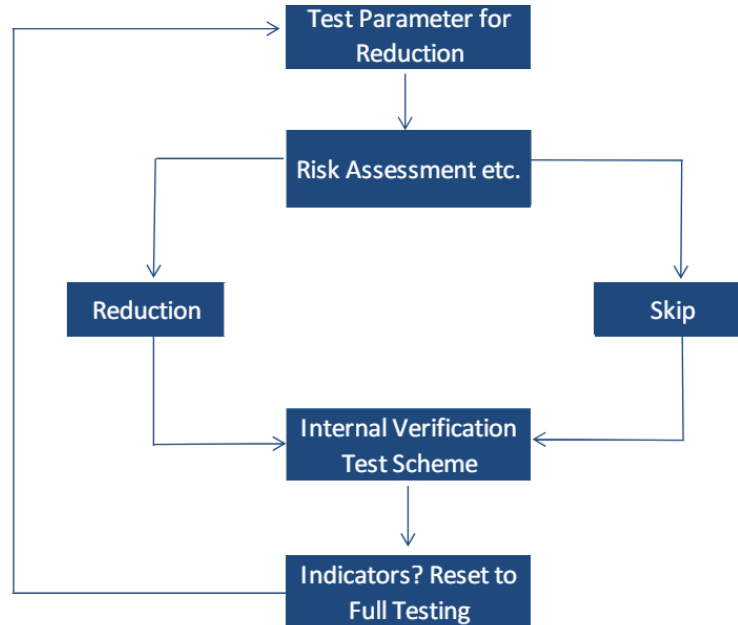 Test Parameter for
Reduction
Risk Assessment etc.
Reduction
Skip
Internal Verification
Test Scheme
Indicators? Reset to
Full Testing